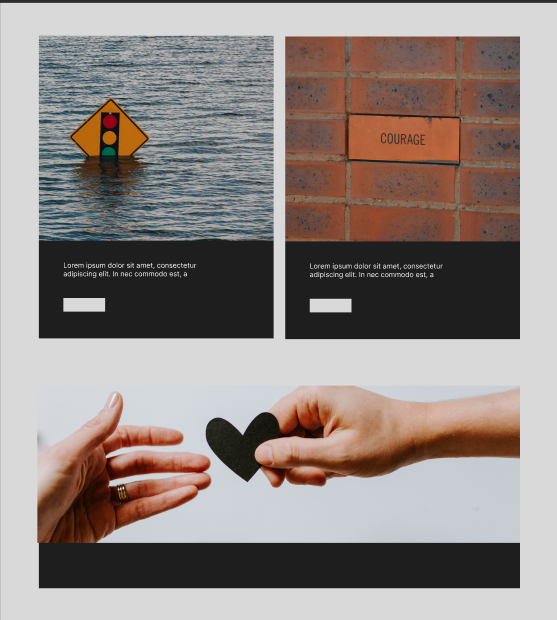 COURAGE
Lorem ipsum dolor sit amet, consectetur
adipiscing elit. In nec commodo est, a
Lorem ipsum dolor sit amet, consectetur
adipiscing elit. In nec commodo est, a